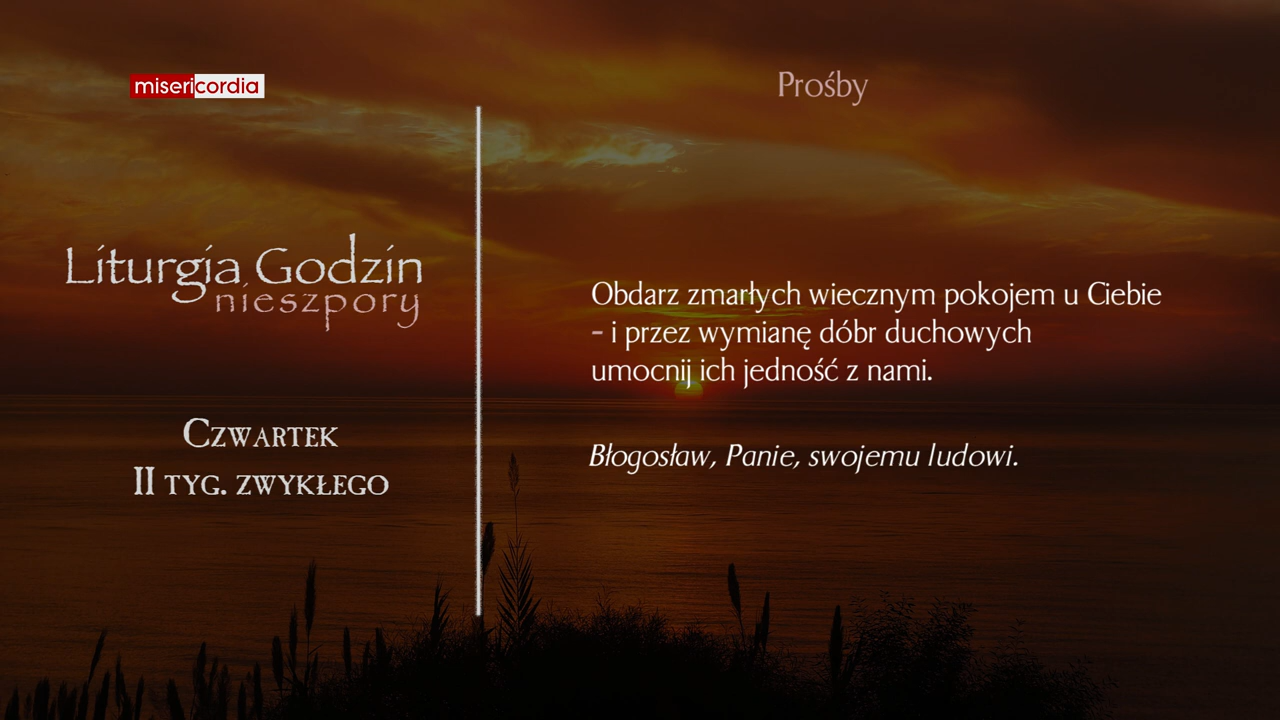 misericordia
Liturgia Godzin
nieszpory
Czwartek
II tyg. zwykłego
Prośby
Obdarz zmarłych wiecznym pokojem u Ciebie
- i przez wymianę dóbr duchowych
umocnij ich jedność z nami.
Błogosław, Panie, swojemu ludowi.